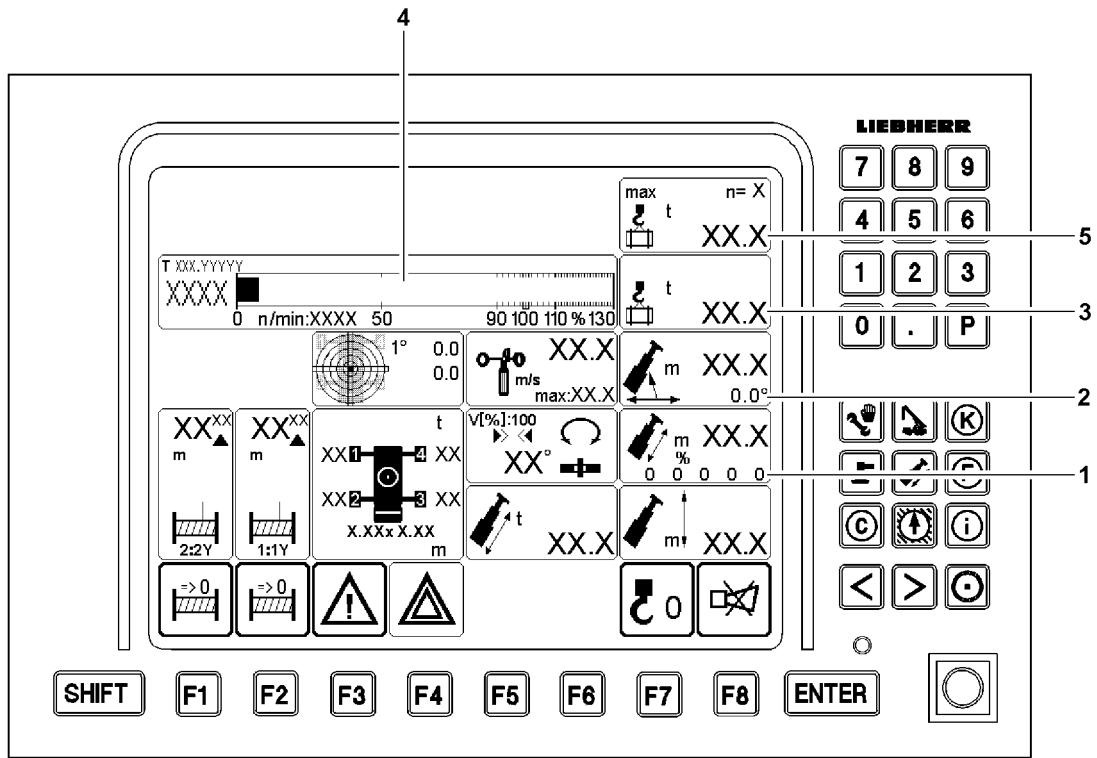 4
LIEBHERR
7 8 9
max n= X
t
XX.X
4 5 6
5
T XXX.YYYYY
XXXX
0 n/min:XXXX 50 90 100 110 % 130
t
XX.X
1 2 3
3
0 . P
1° 0.0
0.0
XX.X
m/s
max:XX.X
m XX.X
0.0°
2
XX XX
m
XX XX
m
t
XX 1 4 XX
XX 2 3 XX
X.XX x X.XX
m
V[%]:100
XX°
m XX.X
%
0 0 0 0 0
1
K
F
2:2Y
1:1Y
t
XX.X
m XX.X
C i
=>0
=>0
!
0
< >
SHIFT F1 F2 F3 F4 F5 F6 F7 F8 ENTER